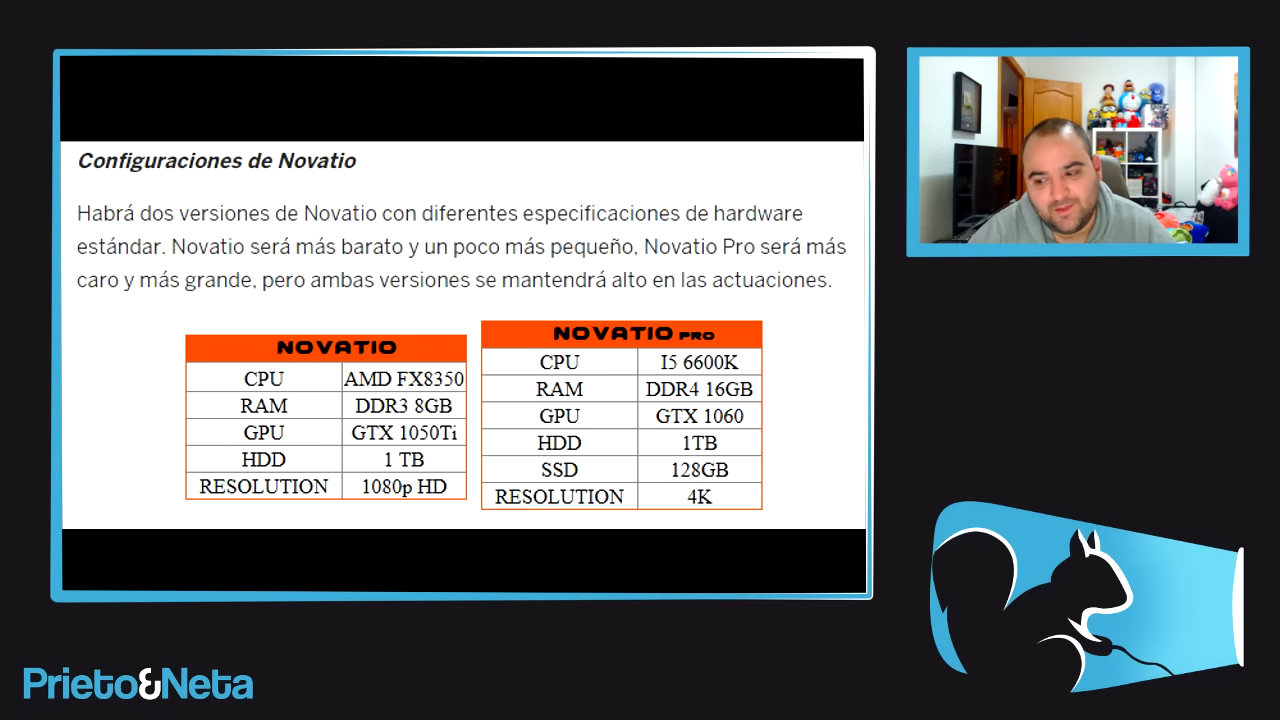 Configuraciones de Novatio
Habrá dos versiones de Novatio con diferentes especificaciones de hardware
estándar. Novatio será más barato y un poco más pequeño, Novatio Pro será más
caro y más grande, pero ambas versiones se mantendrá alto en las actuaciones.
NOVATIO
CPU AMD FX8350
RAM DDR3 8GB
GPU GTX 1050Ti
HDD 1 TB
RESOLUTION 1080p HD
NOVATIO PRO
CPU I5 6600K
RAM DDR4 16GB
GPU GTX 1060
HDD 1TB
SSD 128GB
RESOLUTION 4K
Prieto&Neta